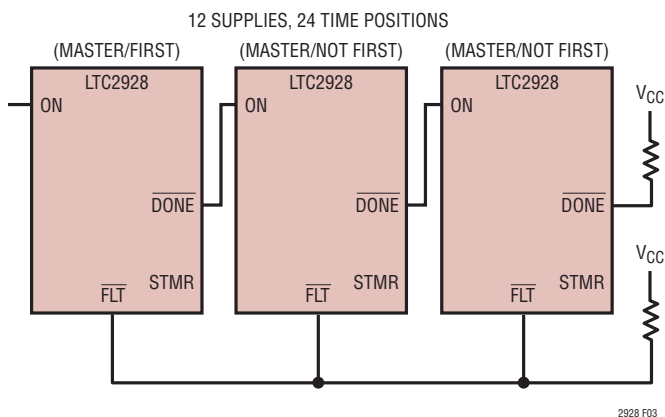 12 SUPPLIES, 24 TIME POSITIONS
(MASTER/FIRST) (MASTER/NOT FIRST) (MASTER/NOT FIRST)
LTC2928
ON
DONE
STMR
FLT
LTC2928
ON
DONE
STMR
FLT
LTC2928
ON
DONE
STMR
FLT
VCC
VCC
2928 F03